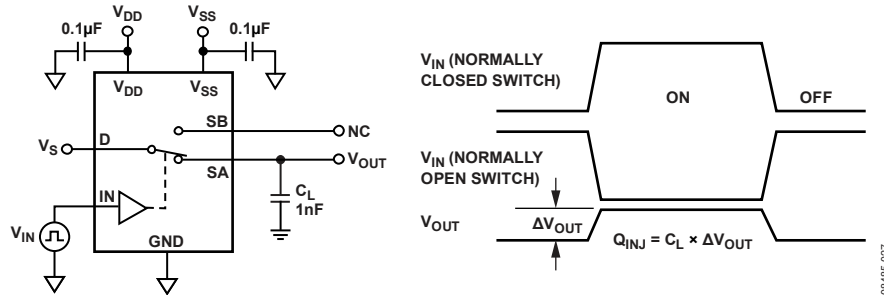 VDD
VSS
0.1µF
0.1µF
VDD
VSS
SB
NC
VS
D
SA
VOUT
IN
CL
1nF
VIN
GND
VIN (NORMALLY
CLOSED SWITCH)
ON
OFF
VIN (NORMALLY
OPEN SWITCH)
VOUT
ΔVOUT
QINJ = CL × ΔVOUT